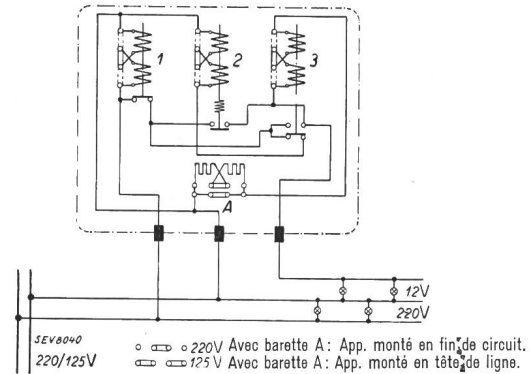 1 2 3
A
12V
220V
SEV8040
220/125V
220V Avec barette A: App. monté en fin de circuit.
125V Avec barette A: App. monté en tête de ligne.